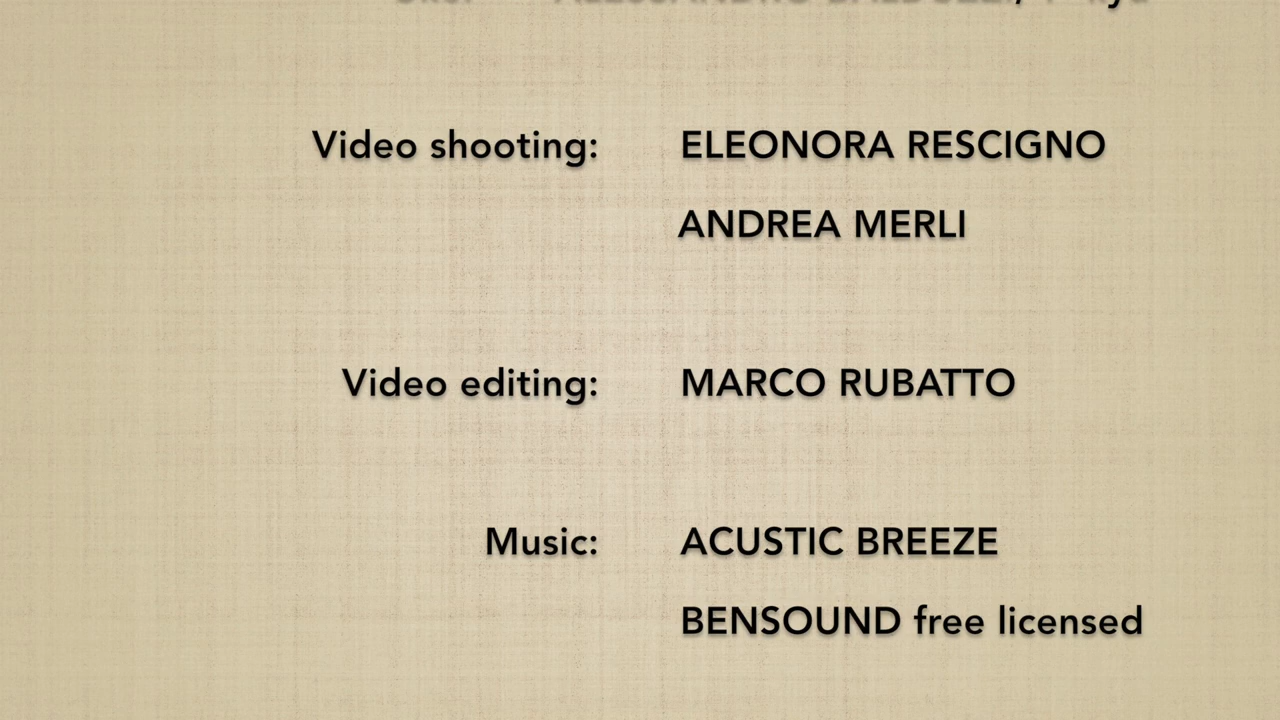 Video shooting: ELEONORA RESCIGNO
ANDREA MERLI
Video editing: MARCO RUBATTO
Music: ACUSTIC BREEZE
BENSOUND free licensed